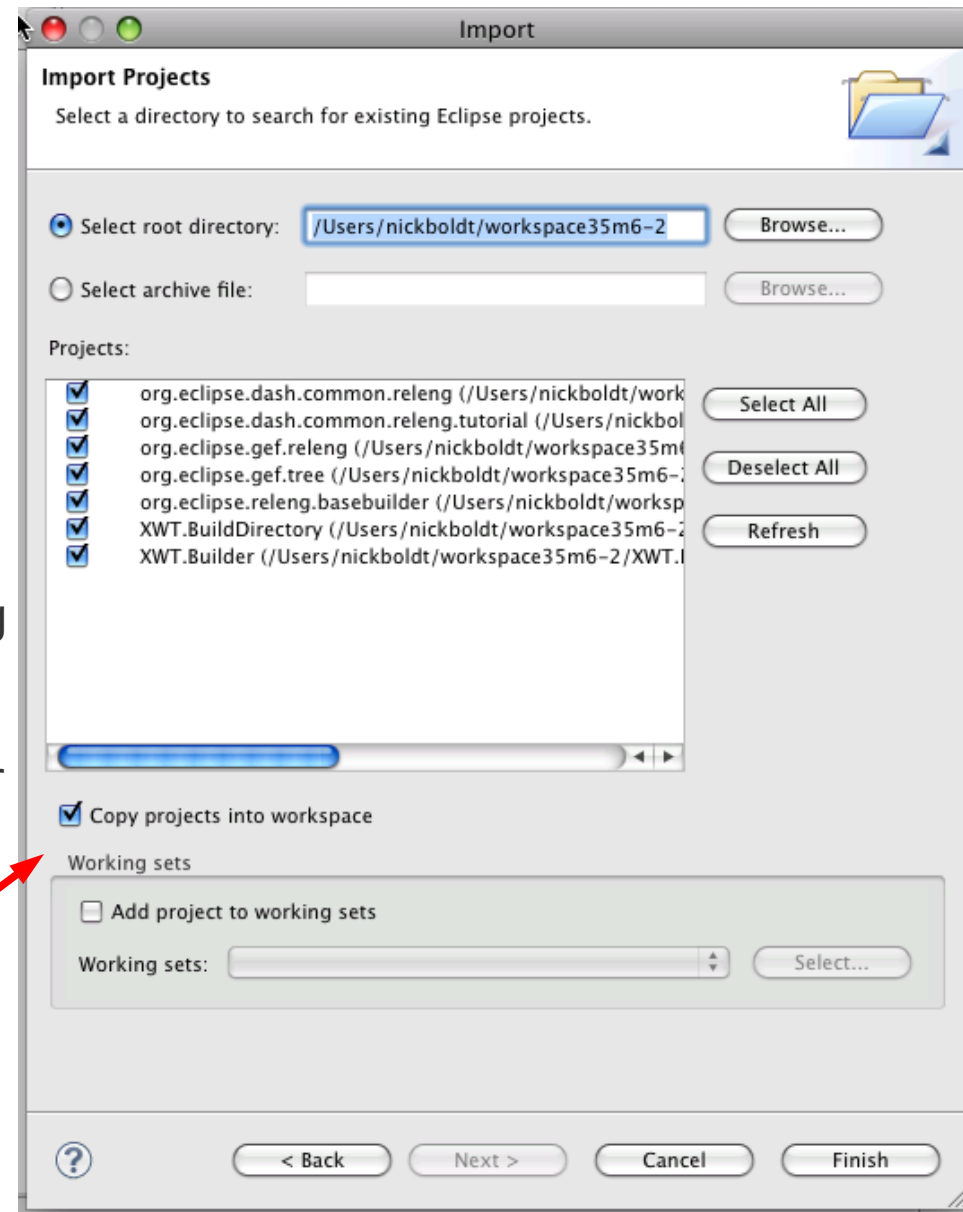 Import
Import Projects
Select a directory to search for existing Eclipse projects.
Select root directory: /Users/nickboldt/workspace35m6-2 Browse...
Select archive file: Browse...
Projects:
org.eclipse.dash.common.releng (/Users/nickboldt/work
org.eclipse.dash.common.releng.tutorial (/Users/nickbol
org.eclipse.gef.releng (/Users/nickboldt/workspace35m
org.eclipse.gef.tree (/Users/nickboldt/workspace35m6-
org.eclipse.releng.basebuilder (/Users/nickboldt/worksp
XWT.BuildDirectory (/Users/nickboldt/workspace35m6-
XWT.Builder (/Users/nickboldt/workspace35m6-2/XWT.
Select All
Deselect All
Refresh
Copy projects into workspace
Working sets
Add project to working sets
Working sets: Select...
? < Back Next > Cancel Finish